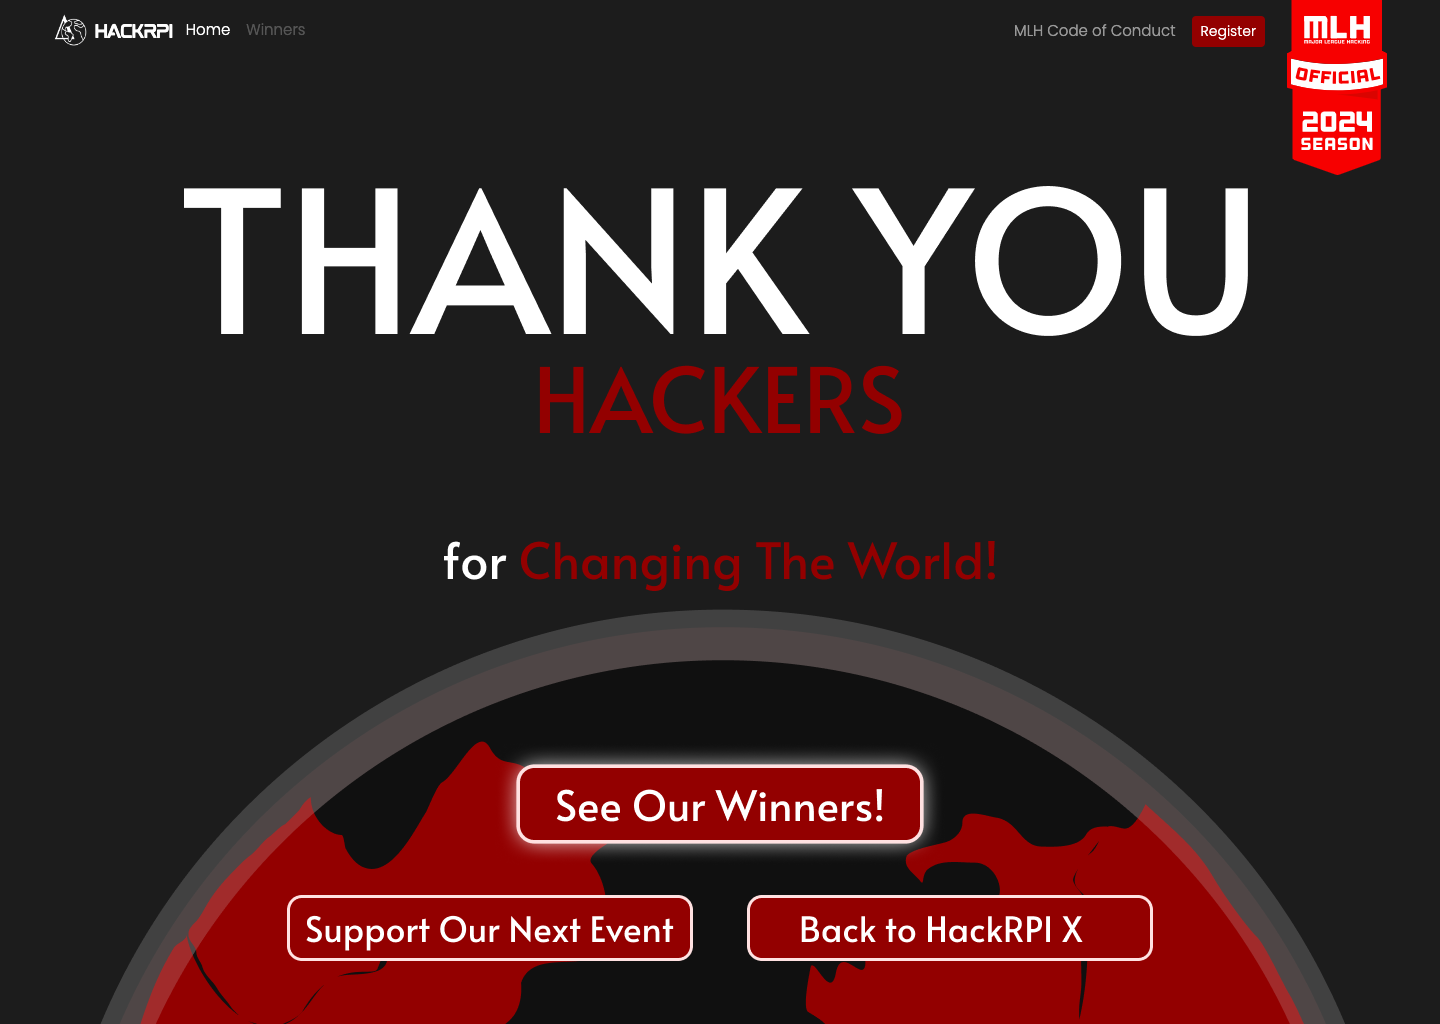 HACKRPI
Home
Winners
MLH Code of Conduct
Register
MLH
MAJOR LEAGUE HACKING
OFFICIAL
2024
SEASON
THANK YOU
HACKERS
for Changing The World!
See Our Winners!
Support Our Next Event
Back to HackRPI X